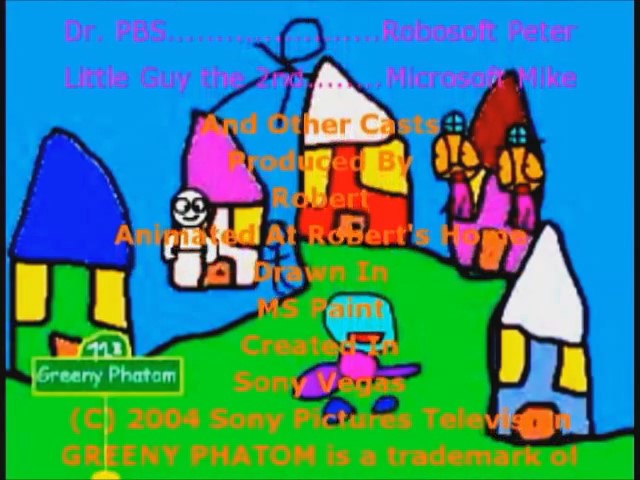 Dr. PBS......................Robosoft Peter
Little Guy the 2nd........Microsoft Mike
And Other Casts
Produced By
Robert
Animated At Robert's Home
Drawn In
MS Paint
Created In
Sony Vegas
(C) 2004 Sony Pictures Television
GREENY PHATOM is a trademark of
Greeny Phatom